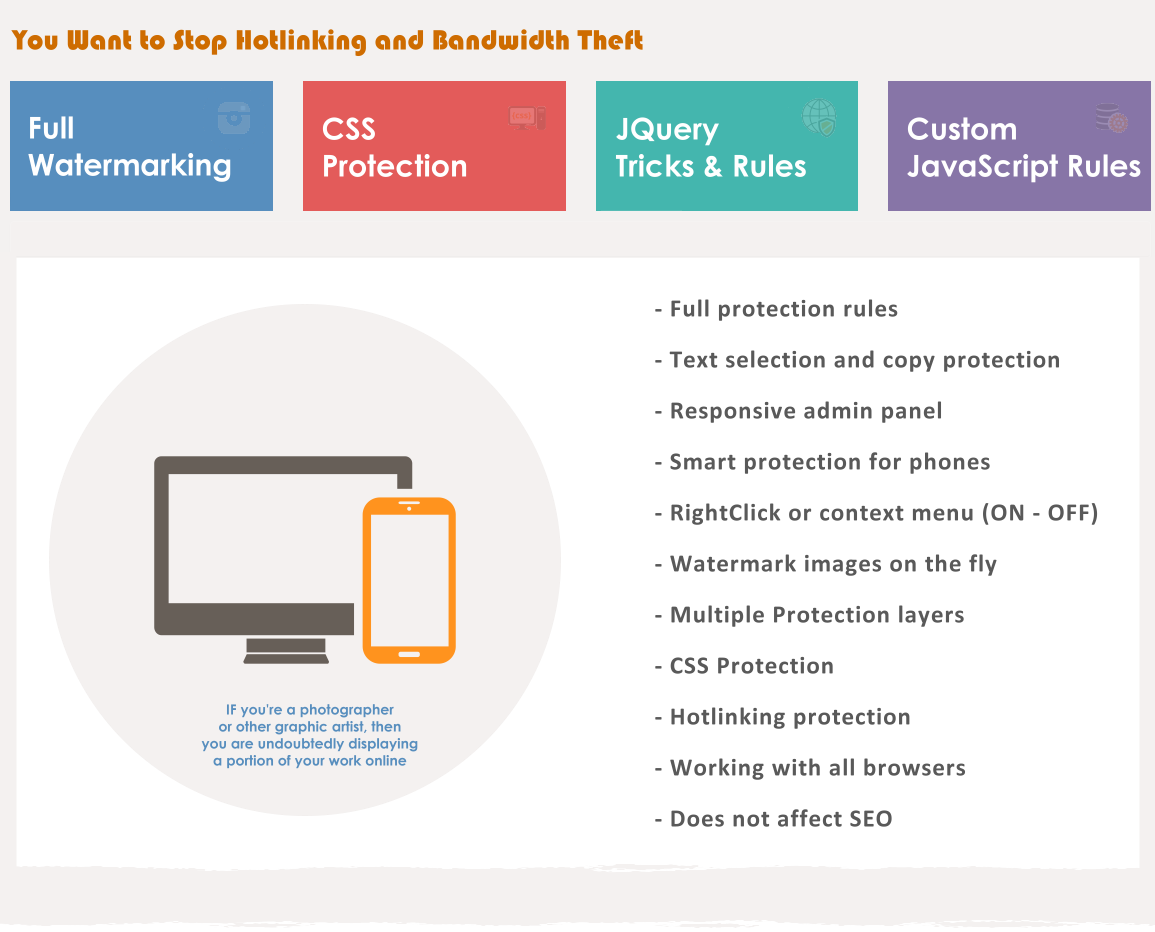 You Want to Stop Hotlinking and Bandwidth Theft
Full
Watermarking
CSS
Protection
JQuery
Tricks & Rules
Custom
JavaScript Rules
- Full protection rules
- Text selection and copy protection
- Responsive admin panel
- Smart protection for phones
- RightClick or context menu (ON - OFF)
- Watermark images on the fly
- Multiple Protection layers
- CSS Protection
- Hotlinking protection
- Working with all browsers
- Does not affect SEO
IF you're a photographer
or other graphic artist, then
you are undoubtedly displaying
a portion of your work online